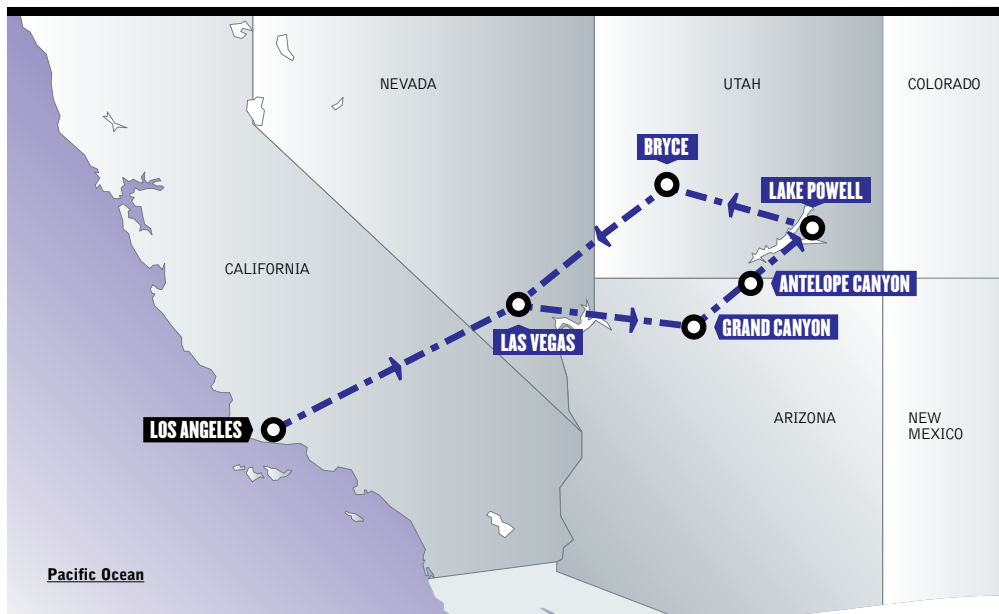 NEVADA
UTAH
COLORADO
BRYCE
LAKE POWELL
CALIFORNIA
ANTELOPE CANYON
GRAND CANYON
LAS VEGAS
LOS ANGELES
ARIZONA
NEW
MEXICO
Pacific Ocean